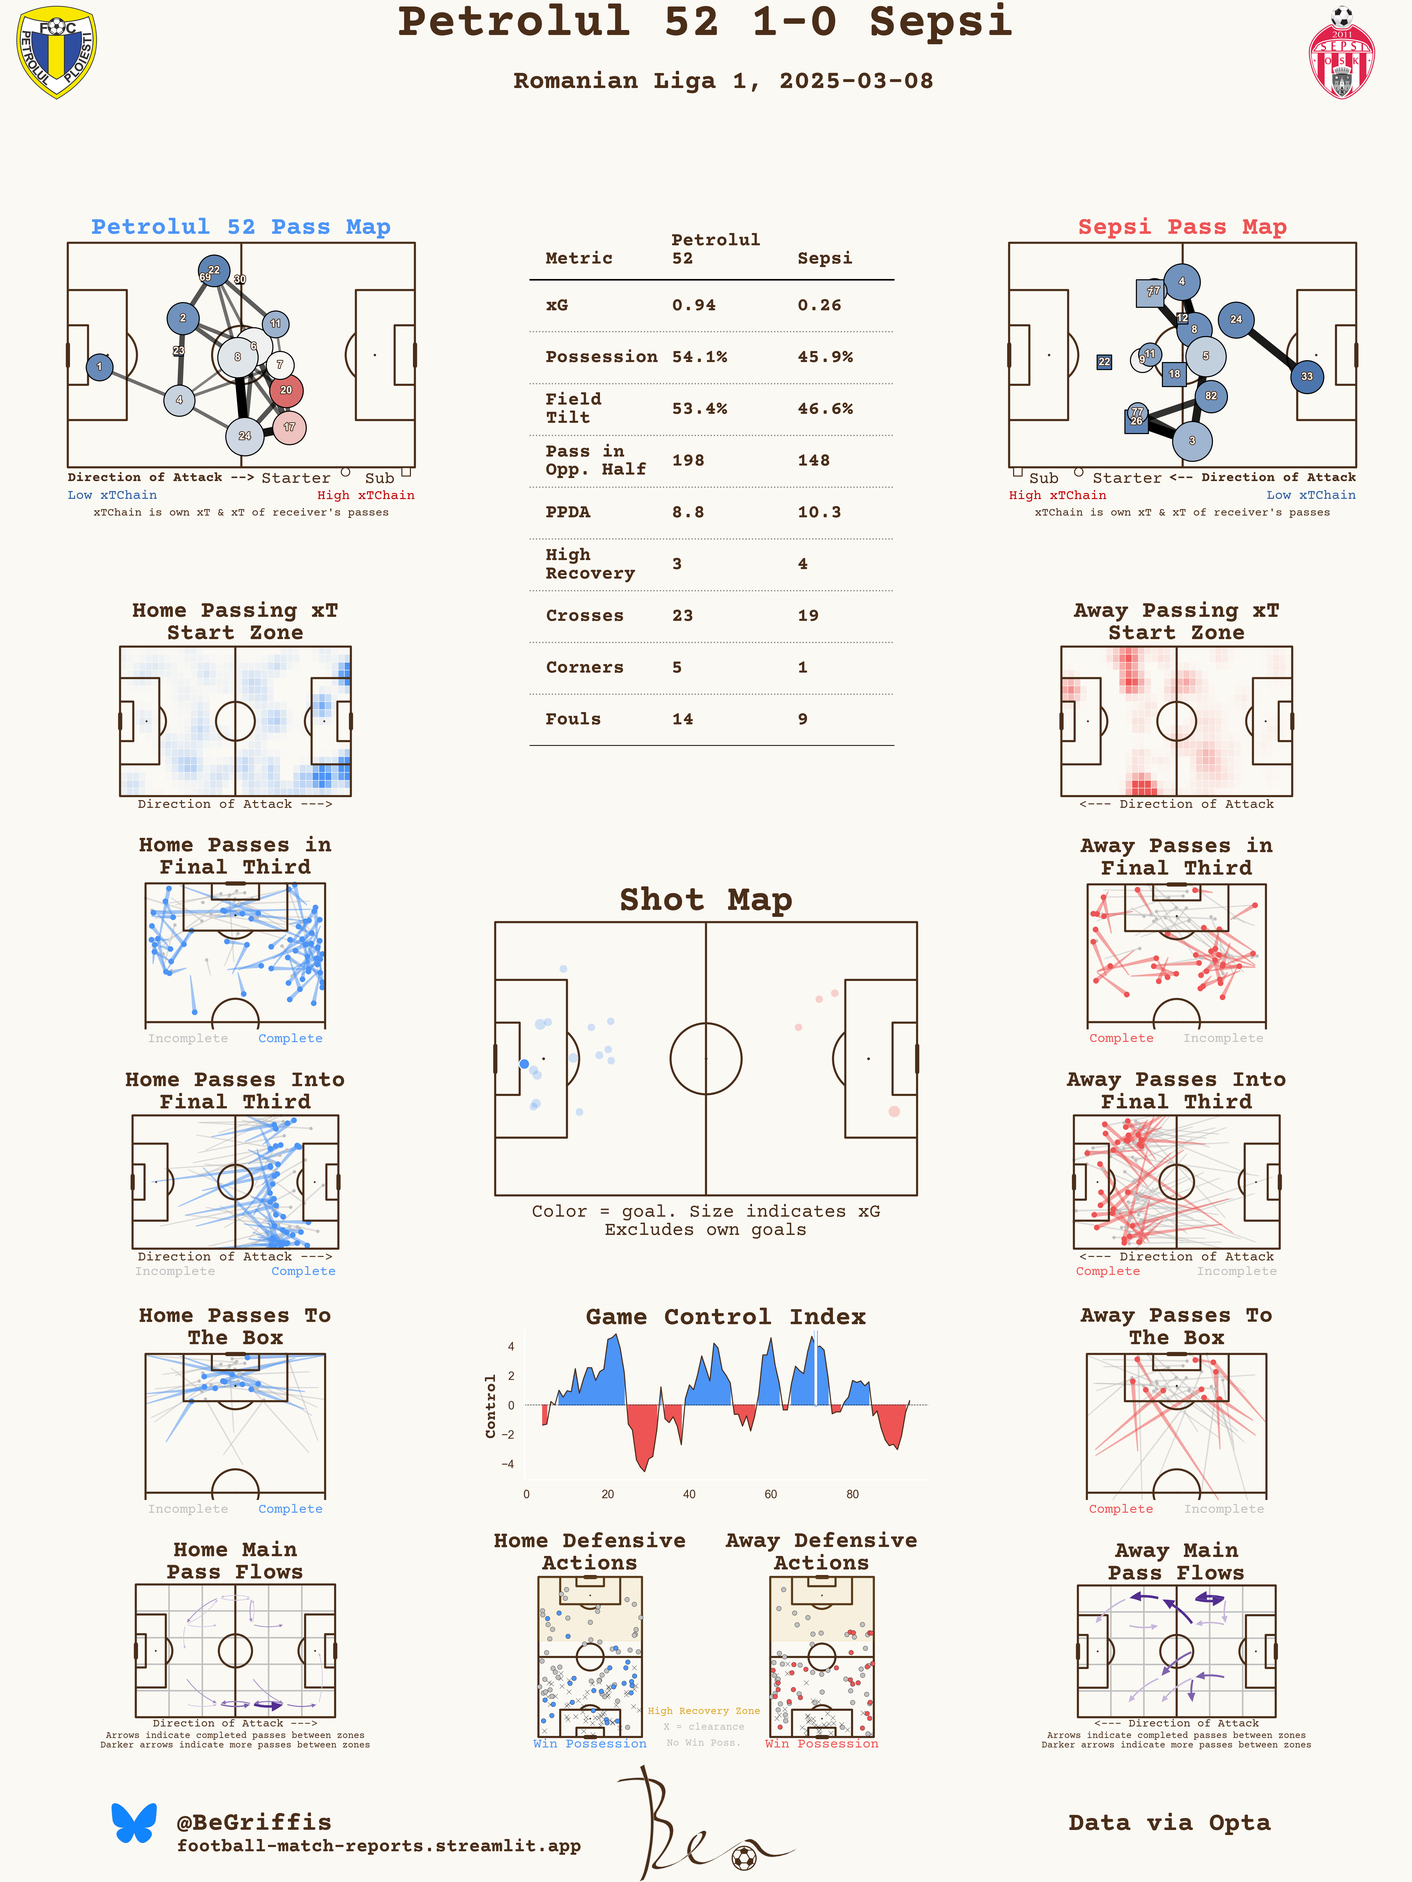 Petrolul 52 1-0 Sepsi
Romanian Liga 1, 2025-03-08
FC
PETROLUL PLOIESTI
2011
SEPSI
OSK
Petrolul 52 Pass Map
22
69
30
2
11
23
6
8
7
1
20
4
17
24
Direction of Attack --> Starter Sub
Low xTChain High xTChain
xTChain is own xT & xT of receiver's passes
Metric Petrolul 52 Sepsi
xG 0.94 0.26
Possession 54.1% 45.9%
Field Tilt 53.4% 46.6%
Pass in Opp. Half 198 148
PPDA 8.8 10.3
High Recovery 3 4
Crosses 23 19
Corners 5 1
Fouls 14 9
Sepsi Pass Map
4
7
12
24
8
11
9
5
22
18
33
82
77
26
3
Sub Starter <-- Direction of Attack
High xTChain Low xTChain
xTChain is own xT & xT of receiver's passes
Home Passing xT
Start Zone
Direction of Attack --->
Away Passing xT
Start Zone
<--- Direction of Attack
Home Passes in
Final Third
Incomplete Complete
Away Passes in
Final Third
Complete Incomplete
Shot Map
Color = goal. Size indicates xG
Excludes own goals
Home Passes Into
Final Third
Direction of Attack --->
Incomplete Complete
Away Passes Into
Final Third
<--- Direction of Attack
Complete Incomplete
Home Passes To
The Box
Incomplete Complete
Game Control Index
Control
4
2
0
−2
−4
0 20 40 60 80
Away Passes To
The Box
Complete Incomplete
Home Main
Pass Flows
Direction of Attack --->
Arrows indicate completed passes between zones
Darker arrows indicate more passes between zones
Home Defensive
Actions
Win Possession
High Recovery Zone
X = clearance
No Win Poss.
Away Defensive
Actions
Win Possession
Away Main
Pass Flows
<--- Direction of Attack
Arrows indicate completed passes between zones
Darker arrows indicate more passes between zones
@BeGriffis
football-match-reports.streamlit.app
Ben
Data via Opta